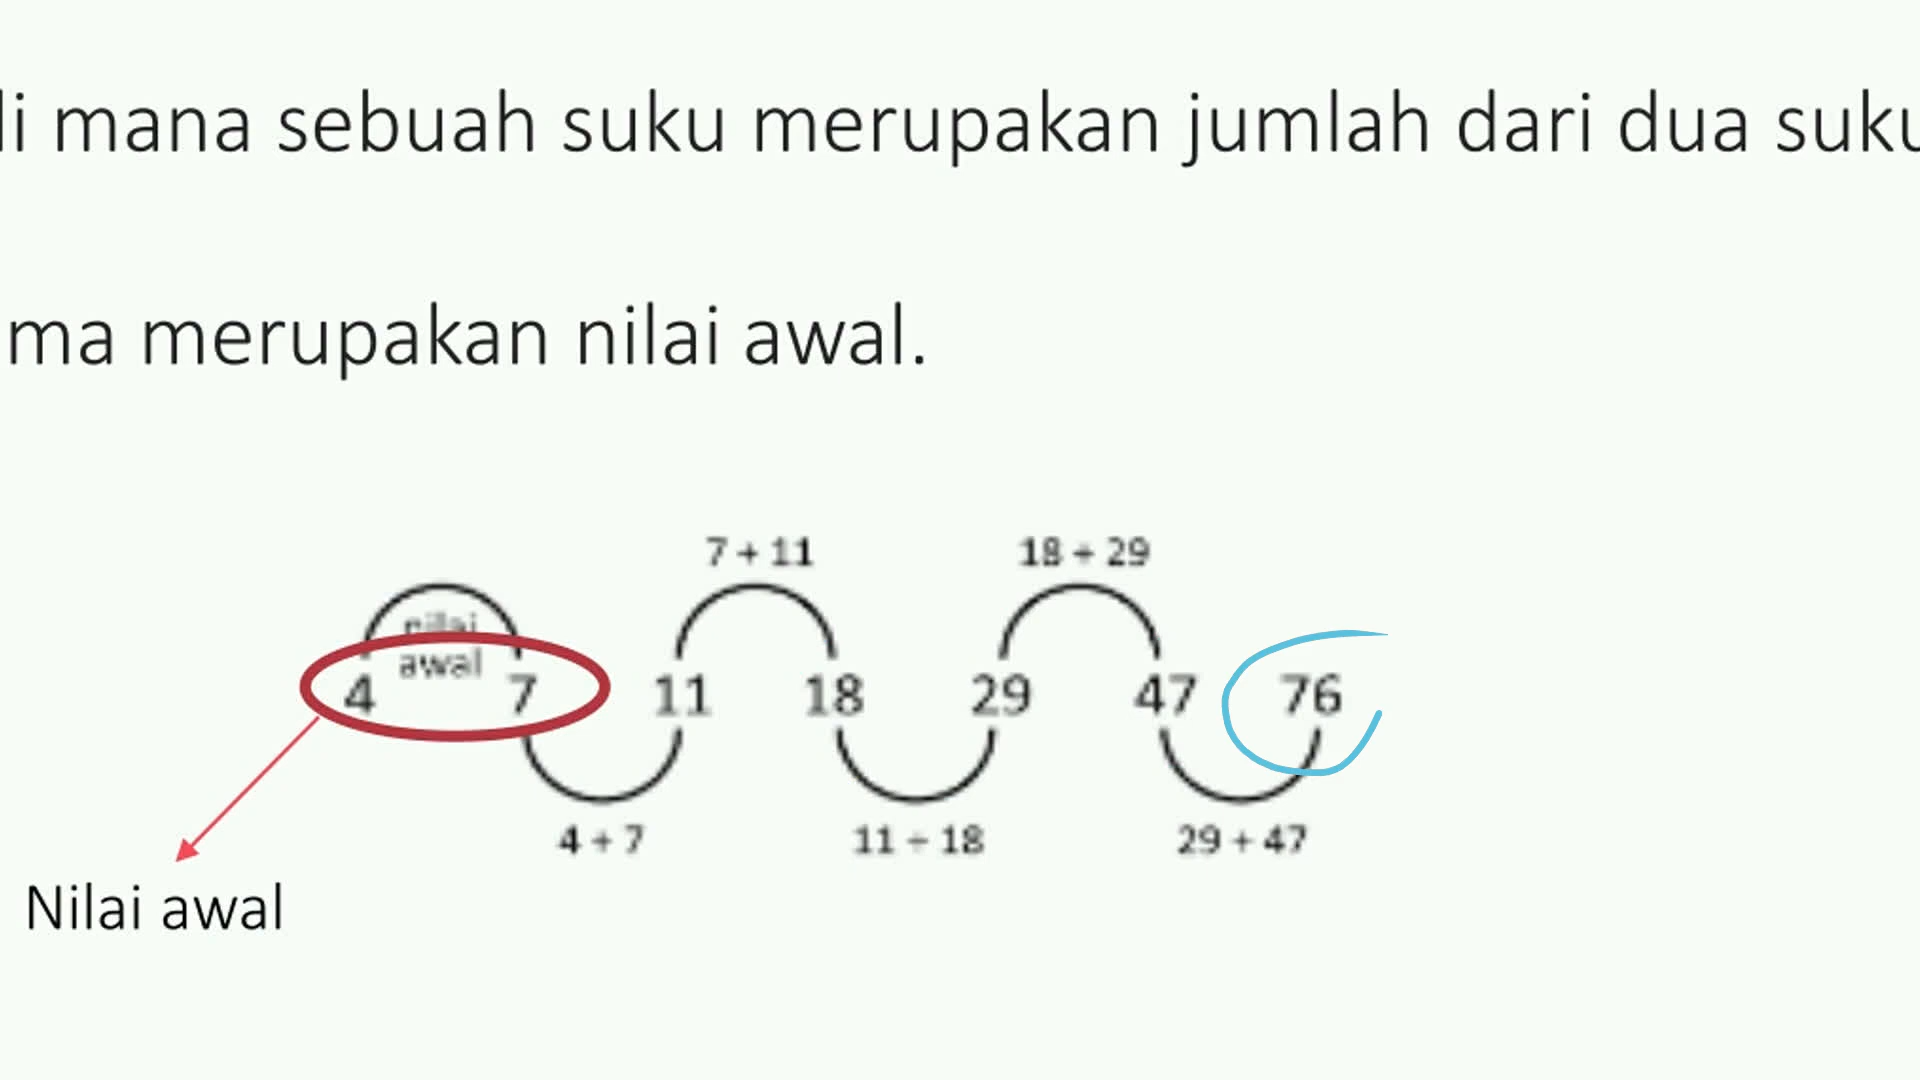 di mana sebuah suku merupakan jumlah dari dua suku
ma merupakan nilai awal.
7 + 11 18 + 29
nilai
awal
4 7 11 18 29 47 76
4 + 7 11 + 18 29 + 47
Nilai awal